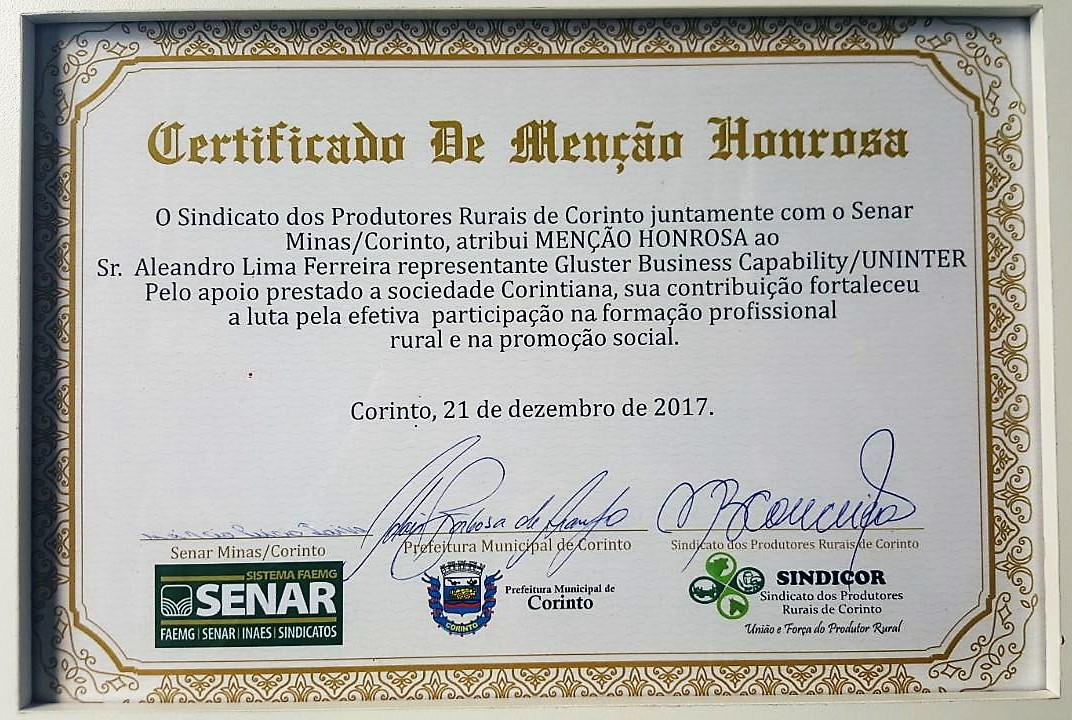 Certificado De Menção Honrosa
O Sindicato dos Produtores Rurais de Corinto juntamente com o Senar
Minas/Corinto, atribui MENÇÃO HONROSA ao
Sr. Aleandro Lima Ferreira representante Gluster Business Capability/UNINTER
Pelo apoio prestado a sociedade Corintiana, sua contribuição fortaleceu
a luta pela efetiva participação na formação profissional
rural e na promoção social.
Corinto, 21 de dezembro de 2017.
Barbosa de Araujo
Senar Minas/Corinto
Prefeitura Municipal de Corinto
Sindicato dos Produtores Rurais de Corinto
SISTEMA FAEMG
SENAR
FAEMG | SENAR | INAES | SINDICATOS
CORINTO
Prefeitura Municipal de
Corinto
SINDICOR
Sindicato dos Produtores
Rurais de Corinto
União e Força do Produtor Rural